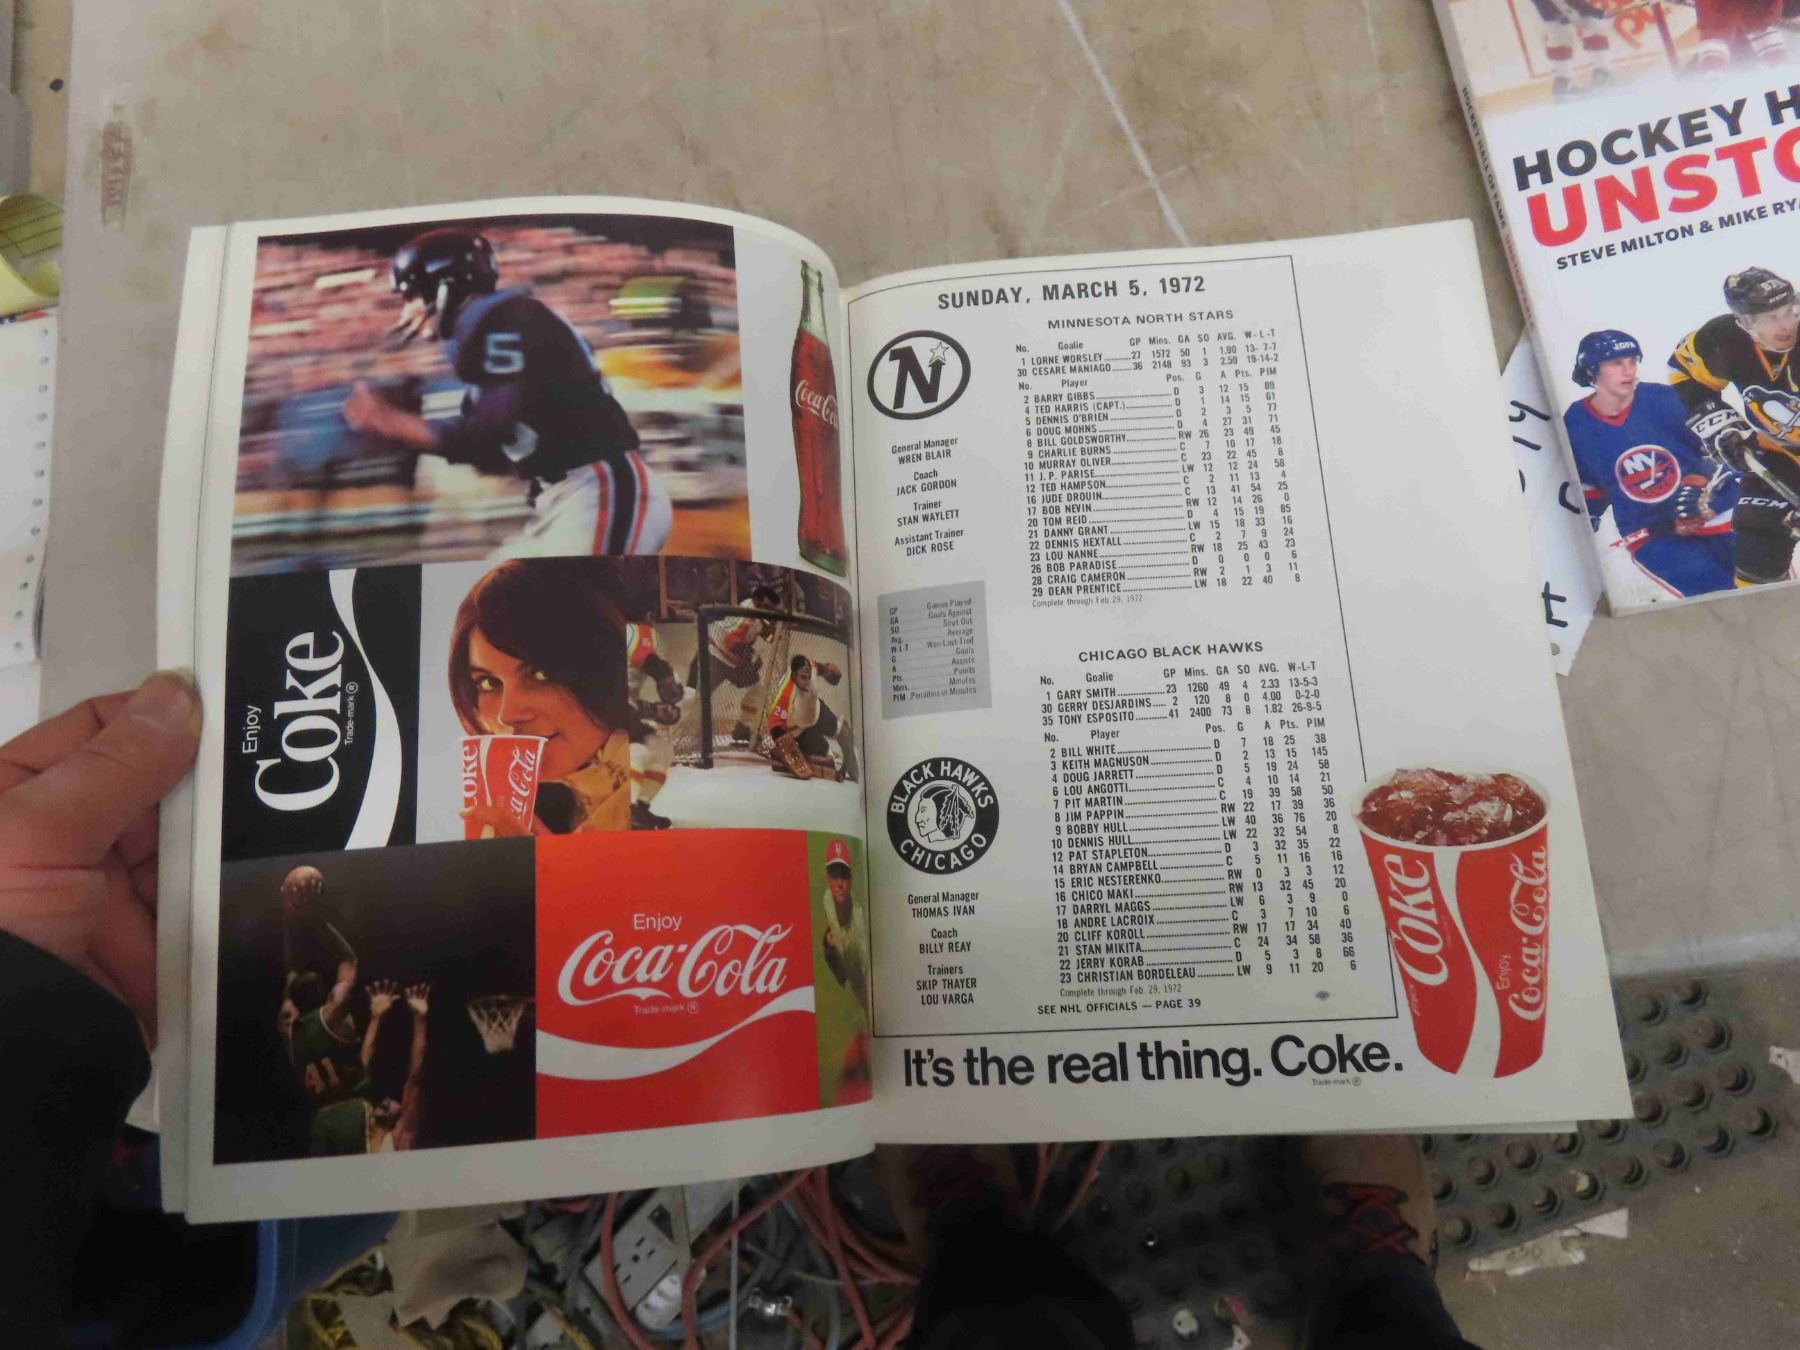 5
Coca-Cola
Enjoy
Coke
Trade-mark ®
Coke
Coca-Cola
41
Enjoy
Coca-Cola
Trade-mark ®
SUNDAY, MARCH 5, 1972
N
General Manager
WREN BLAIR
Coach
JACK GORDON
Trainer
STAN WAYLETT
Assistant Trainer
DICK ROSE
MINNESOTA NORTH STARS
No. Goalie GP Mins. GA SO AVG. W-L-T
1 LORNE WORSLEY 27 1572 50 1 1.90 13-7-7
30 CESARE MANIAGO 36 2148 93 3 2.59 19-14-2
No. Player Pos. G A Pts. PIM
2 BARRY GIBBS D 3 12 15 89
4 TED HARRIS (CAPT.) D 1 14 15 61
5 DENNIS O'BRIEN D 2 3 5 77
6 DOUG MOHNS D 4 27 31 71
8 BILL GOLDSWORTHY RW 26 23 49 45
9 CHARLIE BURNS C 7 10 17 18
10 MURRAY OLIVER C 23 22 45 8
11 J.P. PARISE LW 12 12 24 58
12 TED HAMPSON C 2 11 13 4
16 JUDE DROUIN C 13 41 54 25
17 BOB NEVIN RW 12 14 26 0
20 TOM REID D 4 15 19 85
21 DANNY GRANT LW 15 18 33 16
22 DENNIS HEXTALL C 2 7 9 24
23 LOU NANNE RW 18 25 43 23
26 BOB PARADISE D 0 0 0 6
28 CRAIG CAMERON RW 2 1 3 11
29 DEAN PRENTICE LW 18 22 40 8
Complete through Feb. 29, 1972
GP Games Played
GA Goals Against
SO Shut Out
Avg. Average
W-L-T Won-Lost-Tied
G Goals
A Assists
Pts. Points
Mins. Minutes
PIM Penalties in Minutes
BLACK HAWKS
CHICAGO
General Manager
THOMAS IVAN
Coach
BILLY REAY
Trainers
SKIP THAYER
LOU VARGA
CHICAGO BLACK HAWKS
No. Goalie GP Mins. GA SO AVG. W-L-T
1 GARY SMITH 23 1260 49 4 2.33 13-5-3
30 GERRY DESJARDINS 2 120 8 0 4.00 0-2-0
35 TONY ESPOSITO 41 2400 73 8 1.82 26-9-5
No. Player Pos. G A Pts. PIM
2 BILL WHITE D 7 18 25 38
3 KEITH MAGNUSON D 2 13 15 145
4 DOUG JARRETT D 5 19 24 58
6 LOU ANGOTTI C 4 10 14 21
7 PIT MARTIN C 19 39 58 50
8 JIM PAPPIN RW 22 17 39 36
9 BOBBY HULL LW 40 36 76 20
10 DENNIS HULL LW 22 32 54 8
12 PAT STAPLETON D 3 32 35 22
14 BRYAN CAMPBELL C 5 11 16 16
15 ERIC NESTERENKO RW 0 3 3 12
16 CHICO MAKI RW 13 32 45 20
17 DARRYL MAGGS LW 6 3 9 0
18 ANDRE LACROIX C 3 7 10 6
20 CLIFF KOROLL RW 17 17 34 40
21 STAN MIKITA C 24 34 58 36
22 JERRY KORAB D 5 3 8 66
23 CHRISTIAN BORDELEAU LW 9 11 20 6
Complete through Feb. 29, 1972
SEE NHL OFFICIALS — PAGE 39
It's the real thing. Coke.
Trade-mark ®
Coke
Enjoy
Coca-Cola
HOCKEY H
UNSTO
STEVE MILTON & MIKE RY
HOCKEY HALL OF FAME
NY
CCM
CCM
JOFA